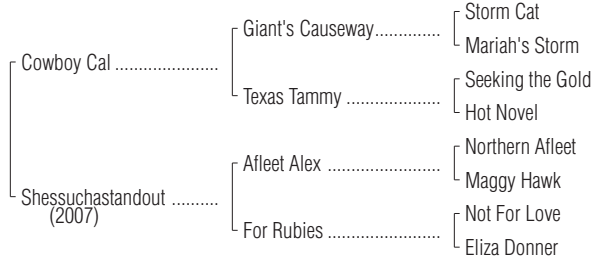 Storm Cat
Giant's Causeway..............
Mariah's Storm
Cowboy Cal ......................
Seeking the Gold
Texas Tammy ....................
Hot Novel
Northern Afleet
Afleet Alex ........................
Maggy Hawk
Shessuchastandout ..........
(2007)
Not For Love
For Rubies ........................
Eliza Donner